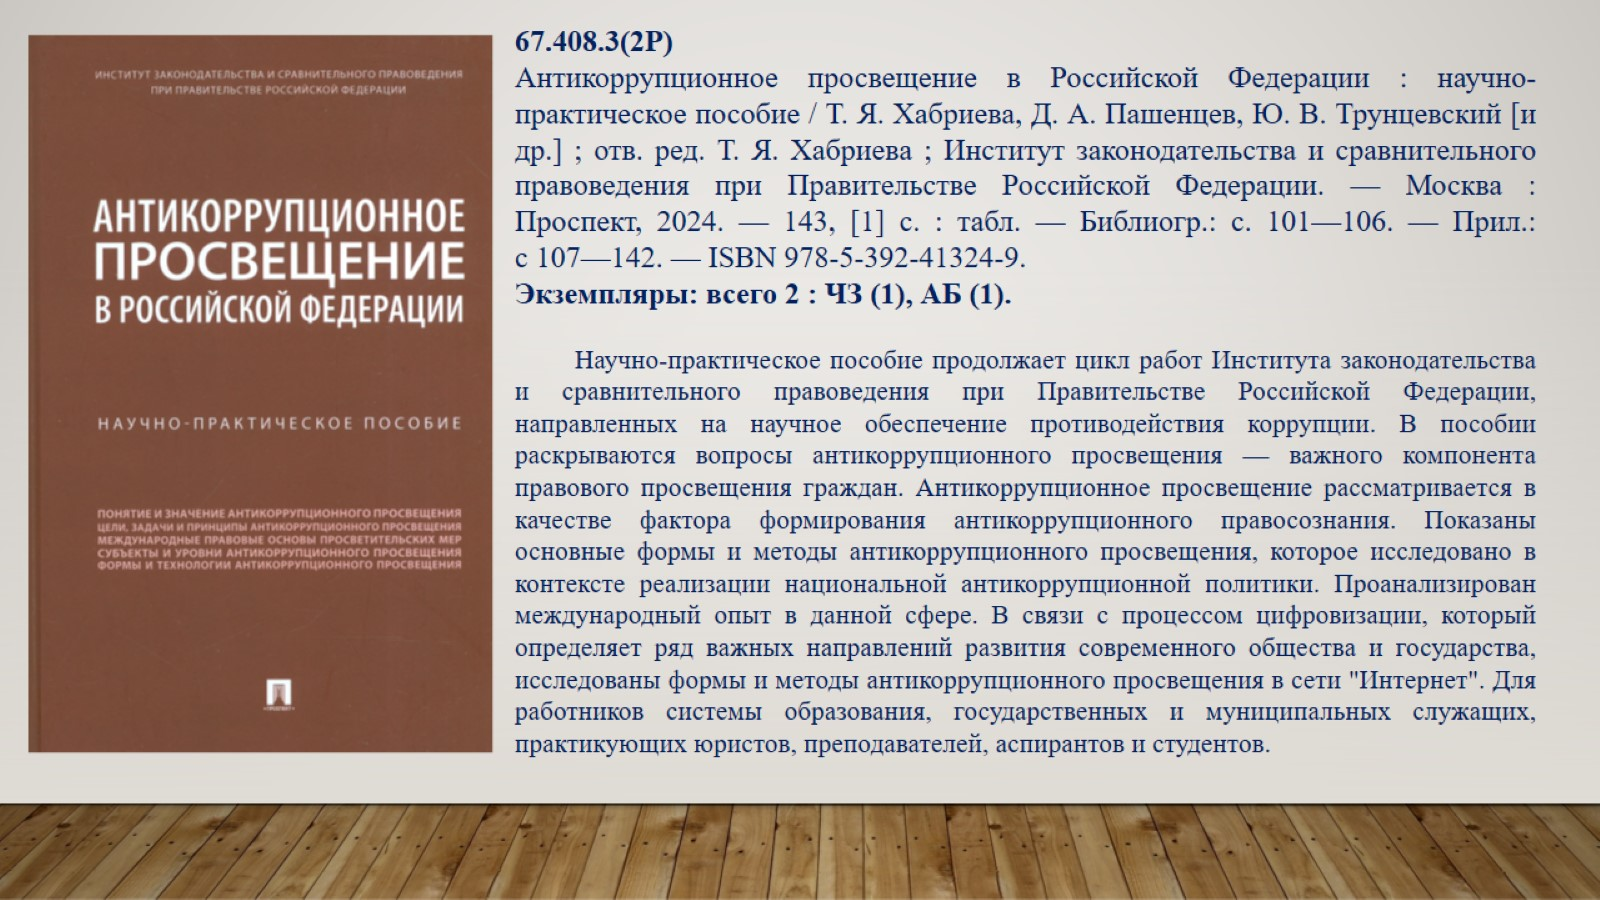 ИНСТИТУТ ЗАКОНОДАТЕЛЬСТВА И СРАВНИТЕЛЬНОГО ПРАВОВЕДЕНИЯ
ПРИ ПРАВИТЕЛЬСТВЕ РОССИЙСКОЙ ФЕДЕРАЦИИ
АНТИКОРРУПЦИОННОЕ
ПРОСВЕЩЕНИЕ
В РОССИЙСКОЙ ФЕДЕРАЦИИ
НАУЧНО-ПРАКТИЧЕСКОЕ ПОСОБИЕ
ПОНЯТИЕ И ЗНАЧЕНИЕ АНТИКОРРУПЦИОННОГО ПРОСВЕЩЕНИЯ
ЦЕЛИ, ЗАДАЧИ И ПРИНЦИПЫ АНТИКОРРУПЦИОННОГО ПРОСВЕЩЕНИЯ
МЕЖДУНАРОДНЫЕ ПРАВОВЫЕ ОСНОВЫ ПРОСВЕТИТЕЛЬСКИХ МЕР
СУБЪЕКТЫ И УРОВНИ АНТИКОРРУПЦИОННОГО ПРОСВЕЩЕНИЯ
ФОРМЫ И ТЕХНОЛОГИИ АНТИКОРРУПЦИОННОГО ПРОСВЕЩЕНИЯ
•ПРОСПЕКТ•
67.408.3(2Р)
Антикоррупционное просвещение в Российской Федерации : научно-
практическое пособие / Т. Я. Хабриева, Д. А. Пашенцев, Ю. В. Трунцевский [и
др.] ; отв. ред. Т. Я. Хабриева ; Институт законодательства и сравнительного
правоведения при Правительстве Российской Федерации. — Москва :
Проспект, 2024. — 143, [1] с. : табл. — Библиогр.: с. 101—106. — Прил.:
с 107—142. — ISBN 978-5-392-41324-9.
Экземпляры: всего 2 : ЧЗ (1), АБ (1).
Научно-практическое пособие продолжает цикл работ Института законодательства
и сравнительного правоведения при Правительстве Российской Федерации,
направленных на научное обеспечение противодействия коррупции. В пособии
раскрываются вопросы антикоррупционного просвещения — важного компонента
правового просвещения граждан. Антикоррупционное просвещение рассматривается в
качестве фактора формирования антикоррупционного правосознания. Показаны
основные формы и методы антикоррупционного просвещения, которое исследовано в
контексте реализации национальной антикоррупционной политики. Проанализирован
международный опыт в данной сфере. В связи с процессом цифровизации, который
определяет ряд важных направлений развития современного общества и государства,
исследованы формы и методы антикоррупционного просвещения в сети "Интернет". Для
работников системы образования, государственных и муниципальных служащих,
практикующих юристов, преподавателей, аспирантов и студентов.